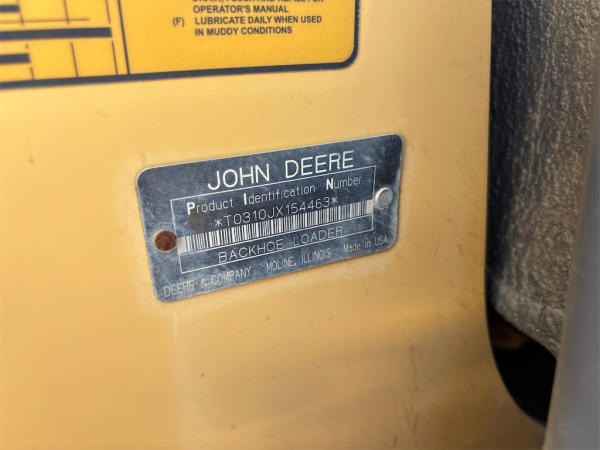 OPERATOR'S MANUAL
(F) LUBRICATE DAILY WHEN USED
IN MUDDY CONDITIONS
JOHN DEERE
Product Identification Number
*T0310JX154463*
BACKHOE LOADER
DEERE & COMPANY MOLINE, ILLINOIS Made in USA